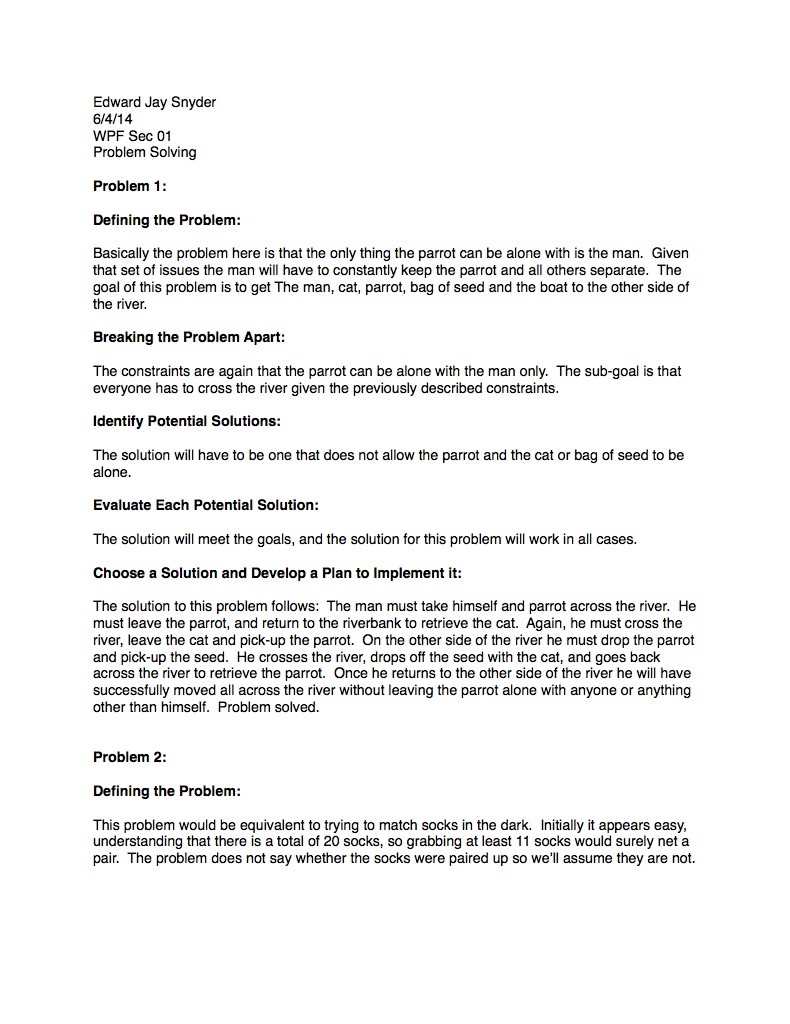 Edward Jay Snyder
6/4/14
WPF Sec 01
Problem Solving
Problem 1:
Defining the Problem:
Basically the problem here is that the only thing the parrot can be alone with is the man.  Given
that set of issues the man will have to constantly keep the parrot and all others separate.  The
goal of this problem is to get The man, cat, parrot, bag of seed and the boat to the other side of
the river.
Breaking the Problem Apart:
The constraints are again that the parrot can be alone with the man only.  The sub-goal is that
everyone has to cross the river given the previously described constraints.
Identify Potential Solutions:
The solution will have to be one that does not allow the parrot and the cat or bag of seed to be
alone.
Evaluate Each Potential Solution:
The solution will meet the goals, and the solution for this problem will work in all cases.
Choose a Solution and Develop a Plan to Implement it:
The solution to this problem follows:  The man must take himself and parrot across the river.  He
must leave the parrot, and return to the riverbank to retrieve the cat.  Again, he must cross the
river, leave the cat and pick-up the parrot.  On the other side of the river he must drop the parrot
and pick-up the seed.  He crosses the river, drops off the seed with the cat, and goes back
across the river to retrieve the parrot.  Once he returns to the other side of the river he will have
successfully moved all across the river without leaving the parrot alone with anyone or anything
other than himself.  Problem solved.
Problem 2:
Defining the Problem:
This problem would be equivalent to trying to match socks in the dark.  Initially it appears easy,
understanding that there is a total of 20 socks, so grabbing at least 11 socks would surely net a
pair.  The problem does not say whether the socks were paired up so we'll assume they are not.